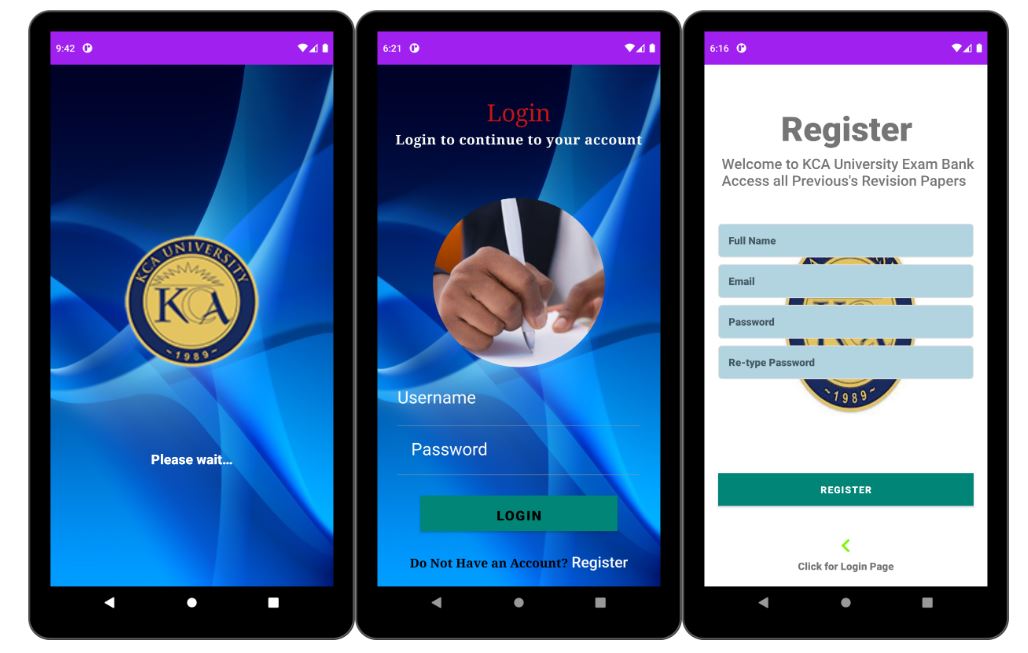 9:42
KCA UNIVERSITY
KCA
~1989~
Please wait...
6:21
Login
Login to continue to your account
Username
Password
LOGIN
Do Not Have an Account? Register
6:16
Register
Welcome to KCA University Exam Bank
Access all Previous's Revision Papers
Full Name
Email
Password
Re-type Password
~1989~
REGISTER
Click for Login Page